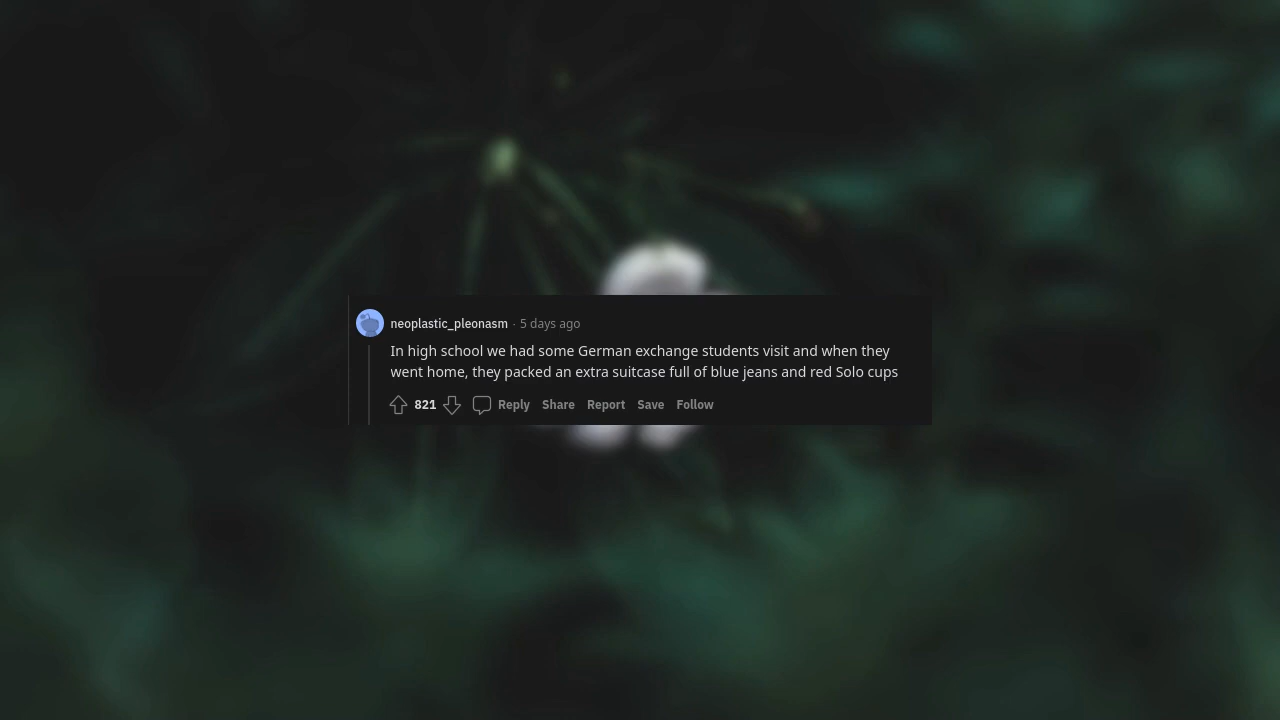 neoplastic_pleonasm · 5 days ago
In high school we had some German exchange students visit and when they
went home, they packed an extra suitcase full of blue jeans and red Solo cups
821 Reply Share Report Save Follow